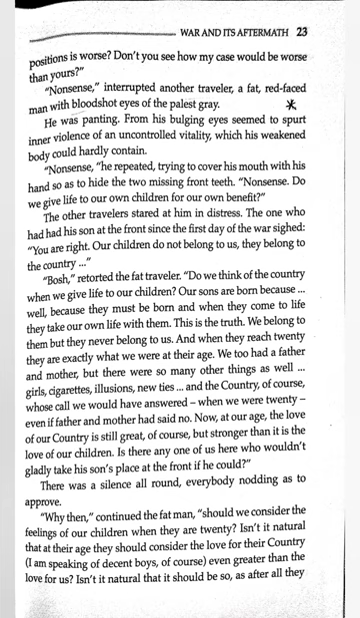 WAR AND ITS AFTERMATH 23
positions is worse? Don't you see how my case would be worse
than yours?"
"Nonsense," interrupted another traveler, a fat, red-faced
man with bloodshot eyes of the palest gray.
He was panting. From his bulging eyes seemed to spurt
inner violence of an uncontrolled vitality, which his weakened
body could hardly contain.
"Nonsense, "he repeated, trying to cover his mouth with his
hand so as to hide the two missing front teeth. "Nonsense. Do
we give life to our own children for our own benefit?"
The other travelers stared at him in distress. The one who
had had his son at the front since the first day of the war sighed:
"You are right. Our children do not belong to us, they belong to
the country ..."
"Bosh," retorted the fat traveler. "Do we think of the country
when we give life to our children? Our sons are born because ...
well, because they must be born and when they come to life
they take our own life with them. This is the truth. We belong to
them but they never belong to us. And when they reach twenty
they are exactly what we were at their age. We too had a father
and mother, but there were so many other things as well ...
girls, cigarettes, illusions, new ties ... and the Country, of course,
whose call we would have answered – when we were twenty –
even if father and mother had said no. Now, at our age, the love
of our Country is still great, of course, but stronger than it is the
love of our children. Is there any one of us here who wouldn't
gladly take his son's place at the front if he could?"
There was a silence all round, everybody nodding as to
approve.
"Why then," continued the fat man, "should we consider the
feelings of our children when they are twenty? Isn't it natural
that at their age they should consider the love for their Country
(I am speaking of decent boys, of course) even greater than the
love for us? Isn't it natural that it should be so, as after all they